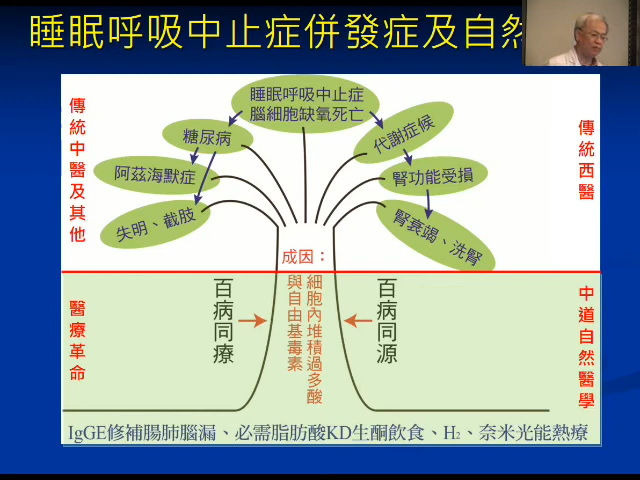 睡眠呼吸中止症併發症及自然
睡眠呼吸中止症
腦細胞缺氧死亡
糖尿病
代謝症候
阿茲海默症
腎功能受損
失明、截肢
腎衰竭、洗腎
傳統中醫及其他
傳統西醫
成因：
細胞內堆積過多酸
與自由基毒素
百病同療
百病同源
醫療革命
中道自然醫學
IgGE修補腸肺腦漏、必需脂肪酸KD生酮飲食、H₂、奈米光能熱療